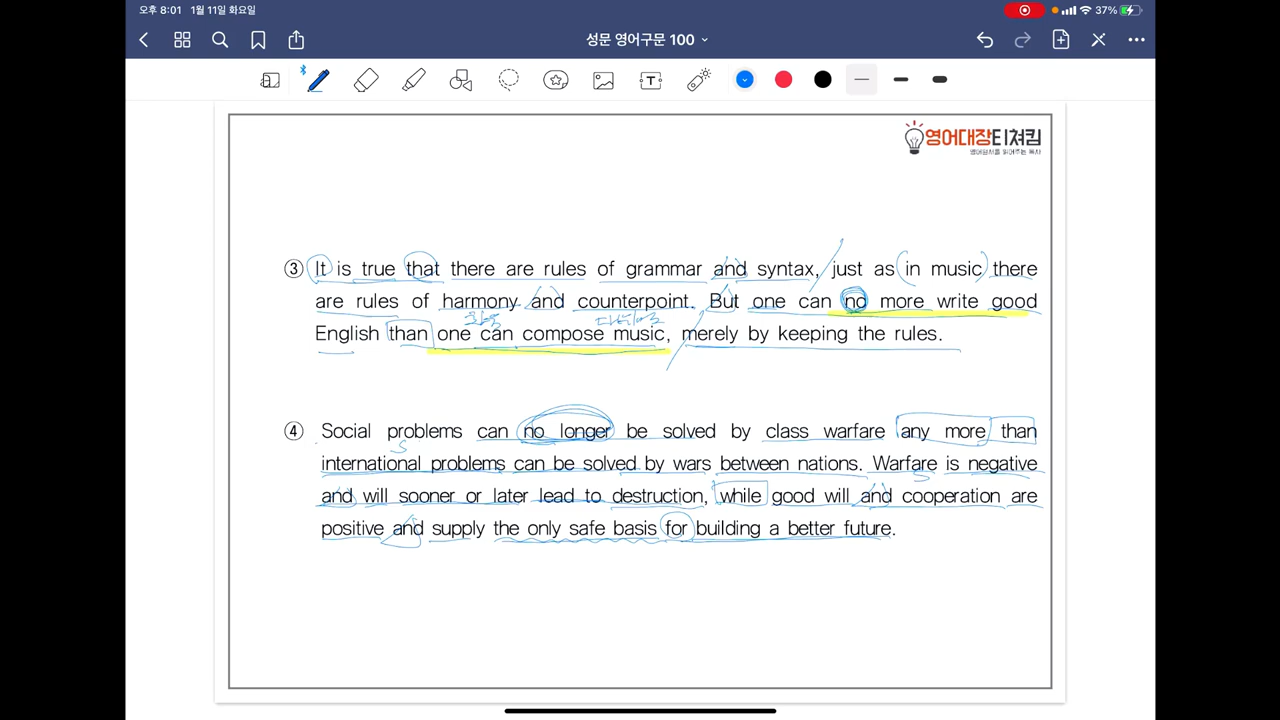 오후 8:01 1월 11일 화요일
37%
성문 영어구문 100
T
영어대장티쳐킴
③ It is true that there are rules of grammar and syntax, just as in music there
are rules of harmony and counterpoint. But one can no more write good
화음
English than one can compose music, merely by keeping the rules.
④ Social problems can no longer be solved by class warfare any more than
S
international problems can be solved by wars between nations. Warfare is negative
S
and will sooner or later lead to destruction, while good will and cooperation are
positive and supply the only safe basis for building a better future.